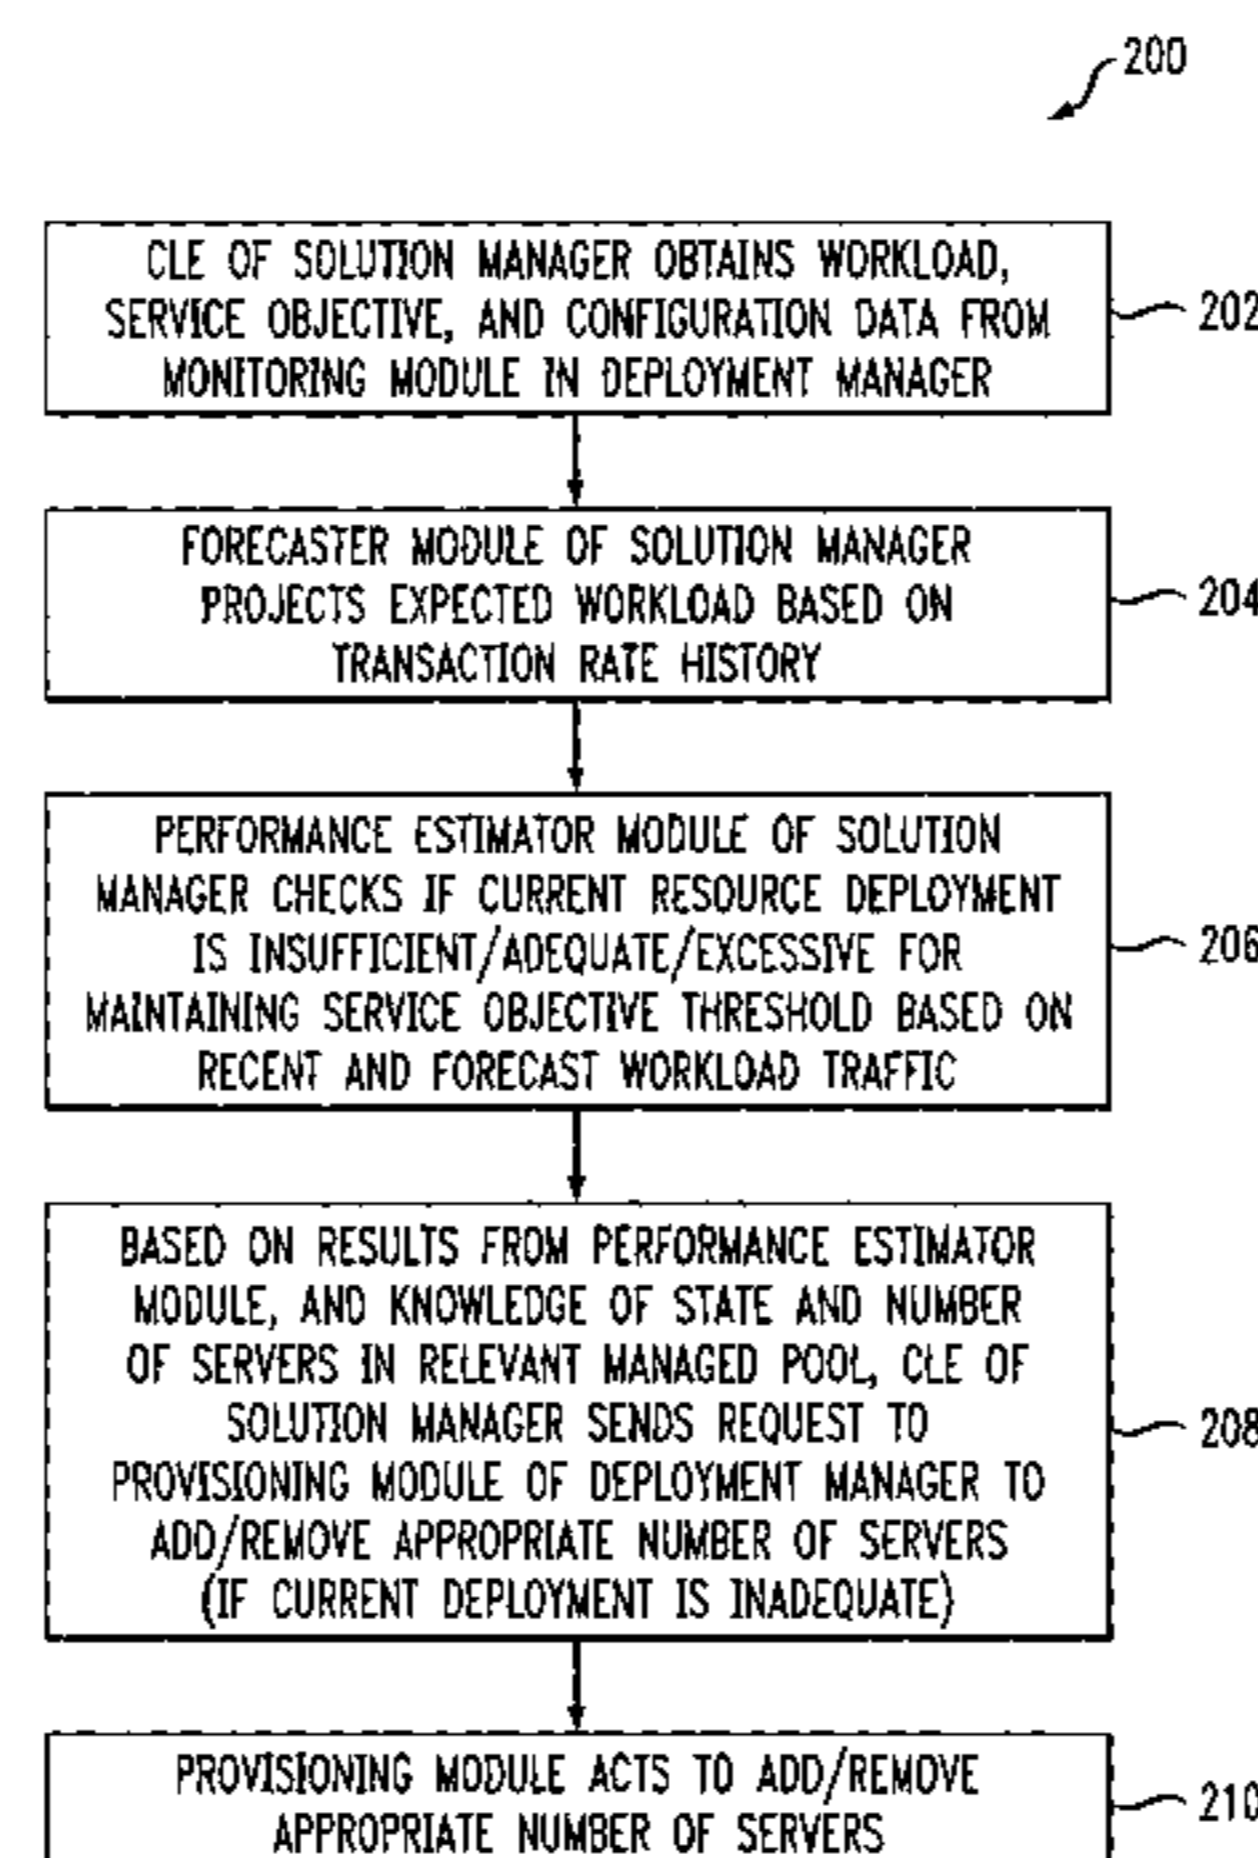 200
CLE OF SOLUTION MANAGER OBTAINS WORKLOAD,
SERVICE OBJECTIVE, AND CONFIGURATION DATA FROM
MONITORING MODULE IN DEPLOYMENT MANAGER
202
FORECASTER MODULE OF SOLUTION MANAGER
PROJECTS EXPECTED WORKLOAD BASED ON
TRANSACTION RATE HISTORY
204
PERFORMANCE ESTIMATOR MODULE OF SOLUTION
MANAGER CHECKS IF CURRENT RESOURCE DEPLOYMENT
IS INSUFFICIENT/ADEQUATE/EXCESSIVE FOR
MAINTAINING SERVICE OBJECTIVE THRESHOLD BASED ON
RECENT AND FORECAST WORKLOAD TRAFFIC
206
BASED ON RESULTS FROM PERFORMANCE ESTIMATOR
MODULE, AND KNOWLEDGE OF STATE AND NUMBER
OF SERVERS IN RELEVANT MANAGED POOL, CLE OF
SOLUTION MANAGER SENDS REQUEST TO
PROVISIONING MODULE OF DEPLOYMENT MANAGER TO
ADD/REMOVE APPROPRIATE NUMBER OF SERVERS
(IF CURRENT DEPLOYMENT IS INADEQUATE)
208
PROVISIONING MODULE ACTS TO ADD/REMOVE
APPROPRIATE NUMBER OF SERVERS
210